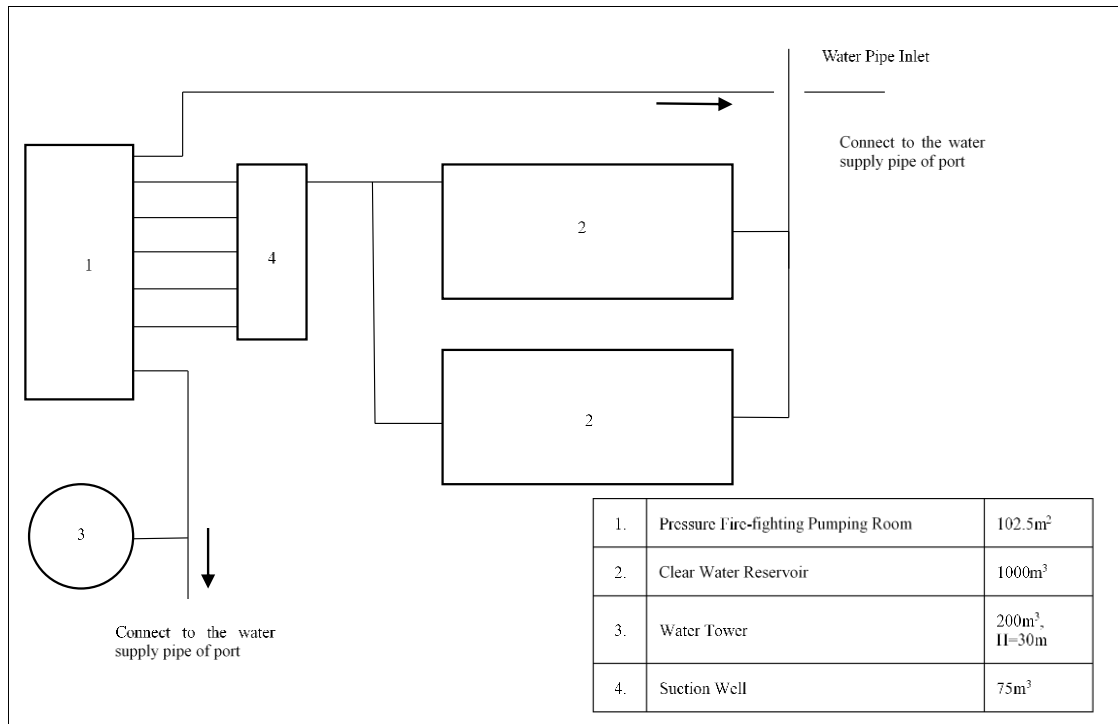 Water Pipe Inlet
Connect to the water
supply pipe of port
2
1
4
2
3
Connect to the water
supply pipe of port
1. Pressure Fire-fighting Pumping Room 102.5m²
2. Clear Water Reservoir 1000m³
3. Water Tower 200m³,
H=30m
4. Suction Well 75m³